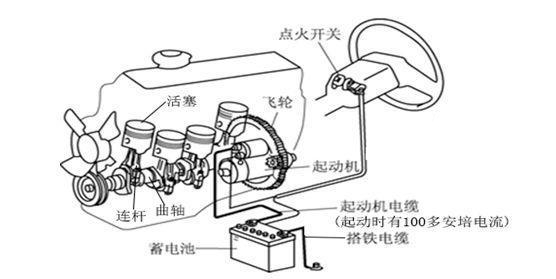 点火开关
活塞
飞轮
起动机
连杆
曲轴
起动机电缆
(起动时有100多安培电流)
蓄电池
搭铁电缆